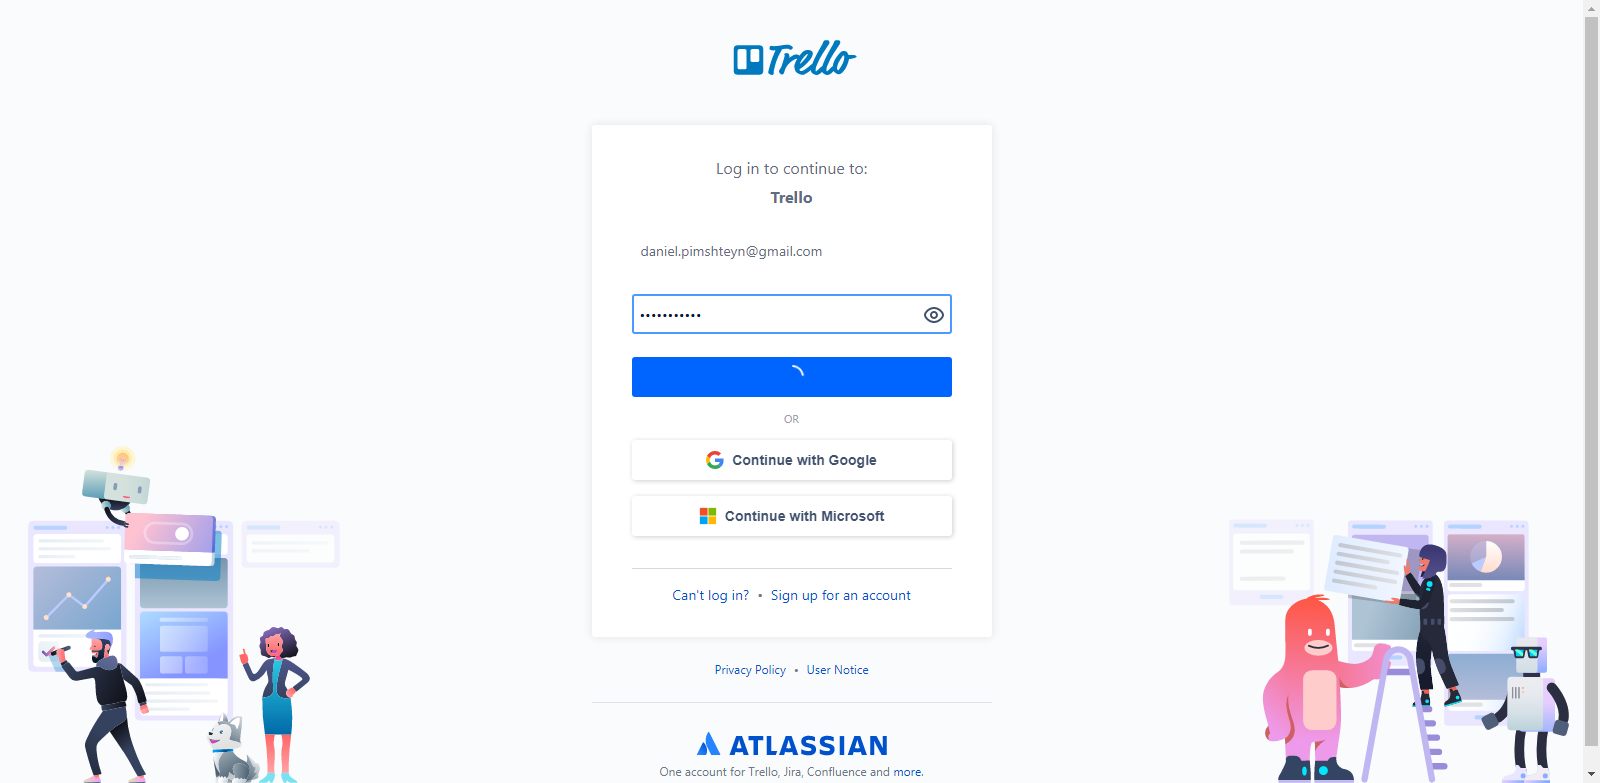 Trello
Log in to continue to:
Trello
daniel.pimshteyn@gmail.com
•••••••••••
OR
Continue with Google
Continue with Microsoft
Can't log in? • Sign up for an account
Privacy Policy • User Notice
ATLASSIAN
One account for Trello, Jira, Confluence and more.